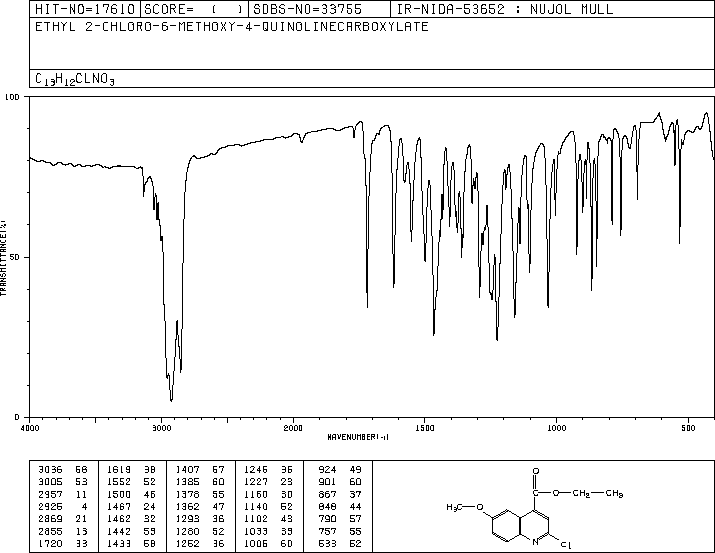 HIT-NO=17610 SCORE= ( ) SDBS-NO=33755 IR-NIDA-53652 : NUJOL MULL
ETHYL 2-CHLORO-6-METHOXY-4-QUINOLINECARBOXYLATE
C13H12CLNO3
100
50
0
TRANSMITTANCE(%)
4000 3000 2000 1500 1000 500
WAVENUMBER(-1)
3036 68 1619 38 1407 57 1246 35 924 49
3005 53 1552 52 1385 60 1227 23 901 60
2957 11 1500 46 1378 55 1160 30 867 37
2925 4 1467 24 1362 47 1140 52 848 44
2869 21 1462 32 1293 36 1102 43 790 57
2855 13 1442 59 1280 52 1033 39 757 55
1720 33 1433 58 1252 36 1006 60 533 52
O
C
O—CH2—CH3
H3C—O
N
Cl